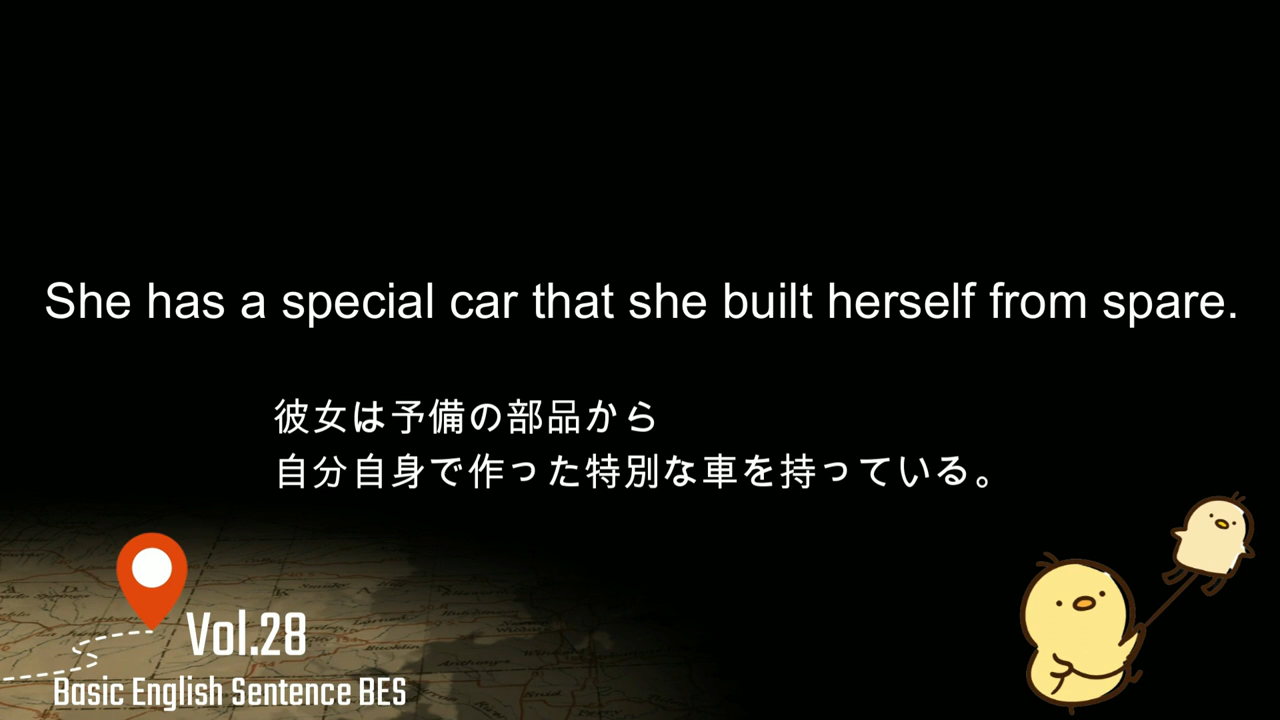 She has a special car that she built herself from spare.
彼女は予備の部品から
自分自身で作った特別な車を持っている。
Vol.28
Basic English Sentence BES